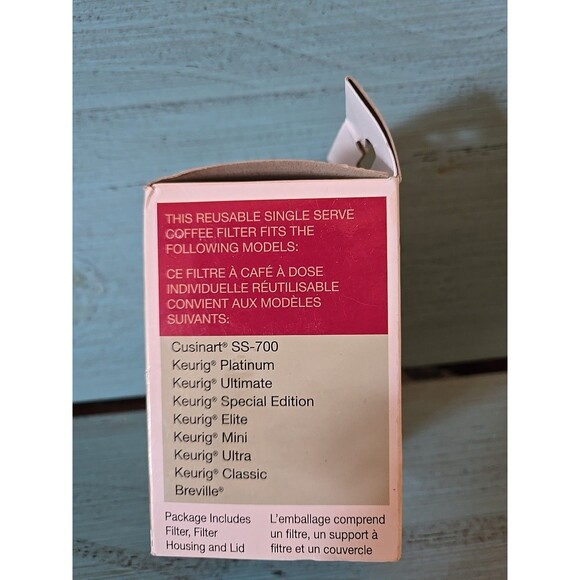 THIS REUSABLE SINGLE SERVE
COFFEE FILTER FITS THE
FOLLOWING MODELS:
CE FILTRE À CAFÉ À DOSE
INDIVIDUELLE RÉUTILISABLE
CONVIENT AUX MODÈLES
SUIVANTS:
Cusinart® SS-700
Keurig® Platinum
Keurig® Ultimate
Keurig® Special Edition
Keurig® Elite
Keurig® Mini
Keurig® Ultra
Keurig® Classic
Breville®
Package Includes
Filter, Filter
Housing and Lid
L'emballage comprend
un filtre, un support à
filtre et un couvercle